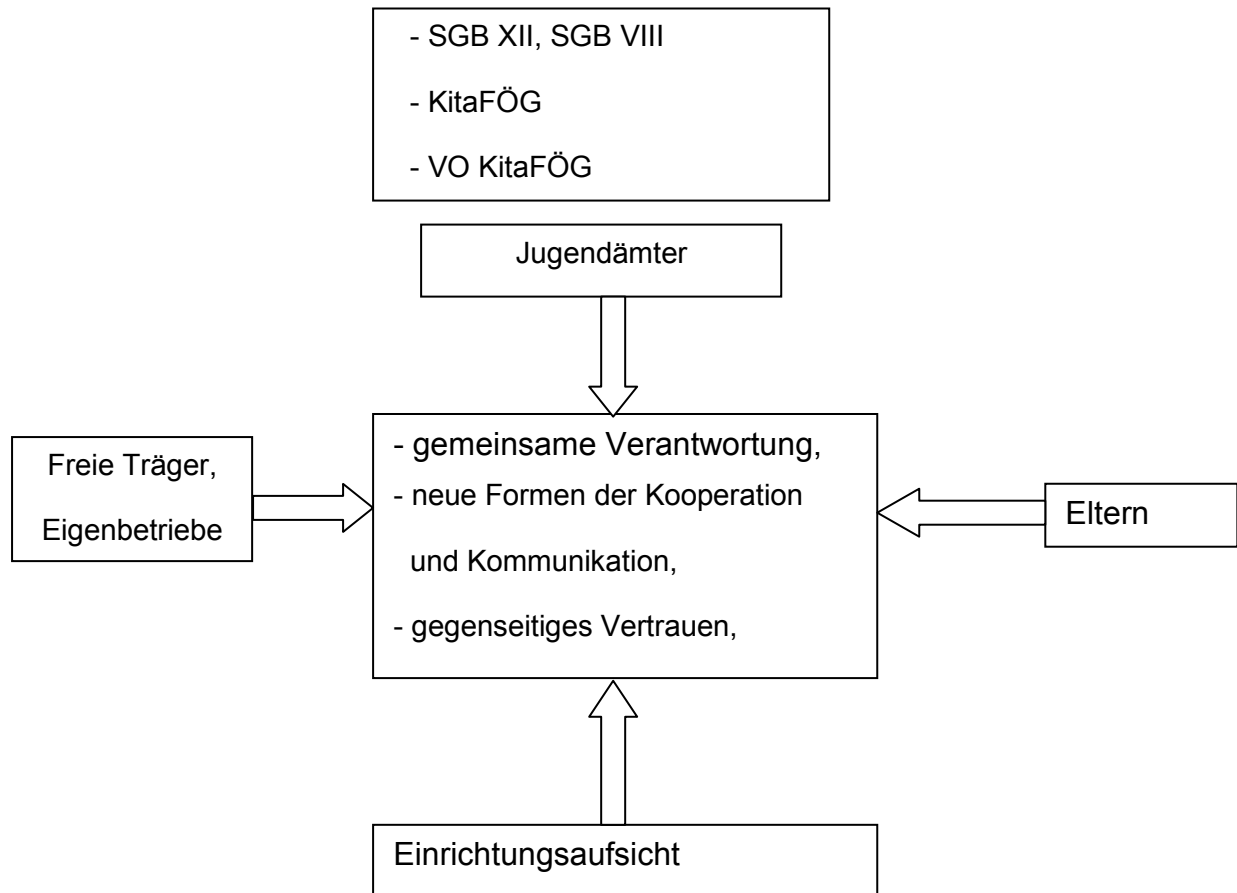 - SGB XII, SGB VIII
- KitaFÖG
- VO KitaFÖG
Jugendämter
Freie Träger,
Eigenbetriebe
- gemeinsame Verantwortung,
- neue Formen der Kooperation
und Kommunikation,
- gegenseitiges Vertrauen,
Eltern
Einrichtungsaufsicht